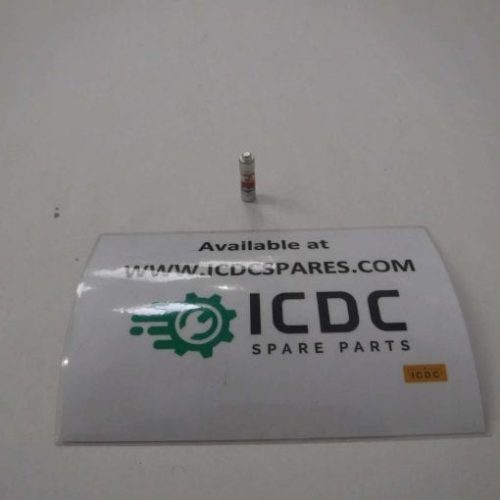 Available at
WWW.ICDCSPARES.COM
ICDC
SPARE PARTS
ICDC